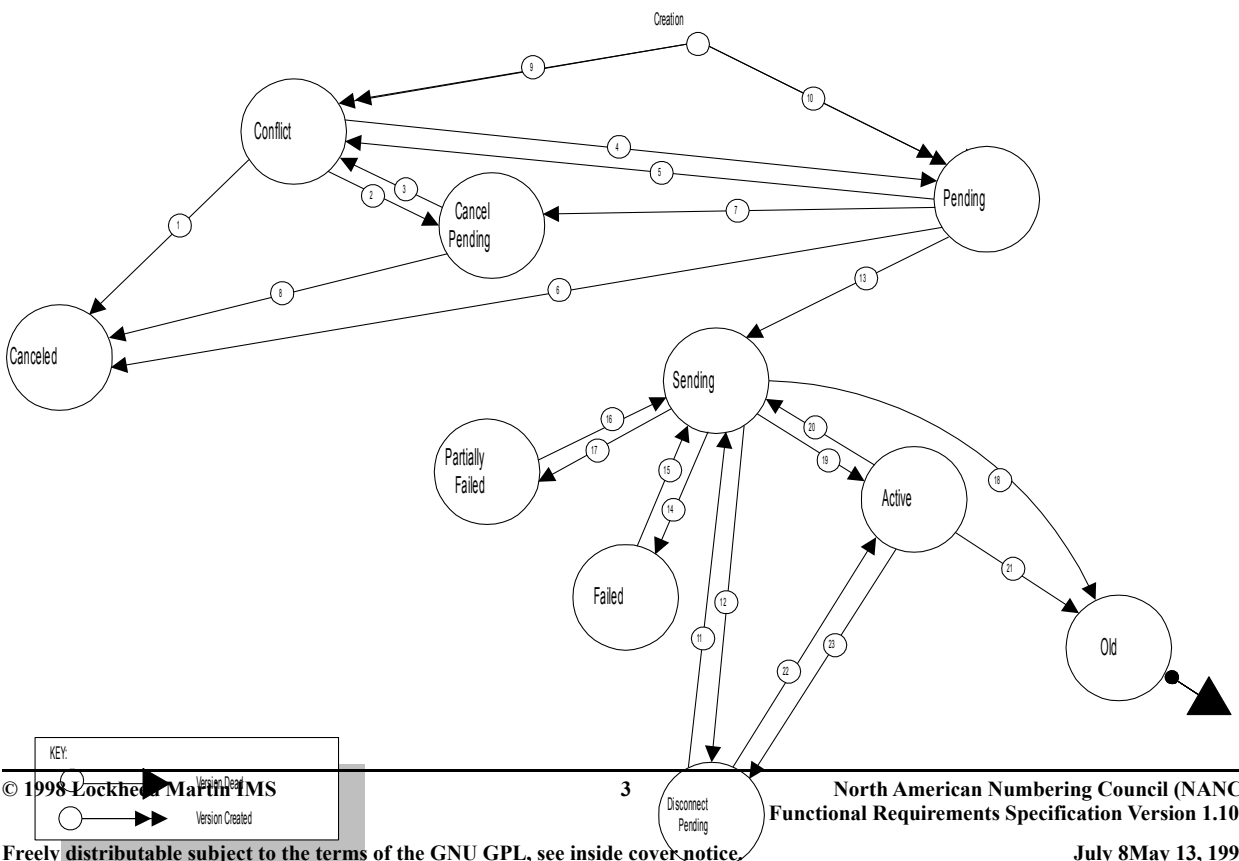 Creation
9
10
Conflict
4
5
Pending
2
3
Cancel
Pending
7
1
8
6
13
Canceled
Sending
16
17
20
19
Partially
Failed
15
14
18
Active
21
Failed
12
11
22
23
Old
KEY:
Version Dead
Version Created
Disconnect
Pending
© 1998 Lockheed Martin IMS 3 North American Numbering Council (NANC
Functional Requirements Specification Version 1.10
Freely distributable subject to the terms of the GNU GPL, see inside cover notice. July 8May 13, 199